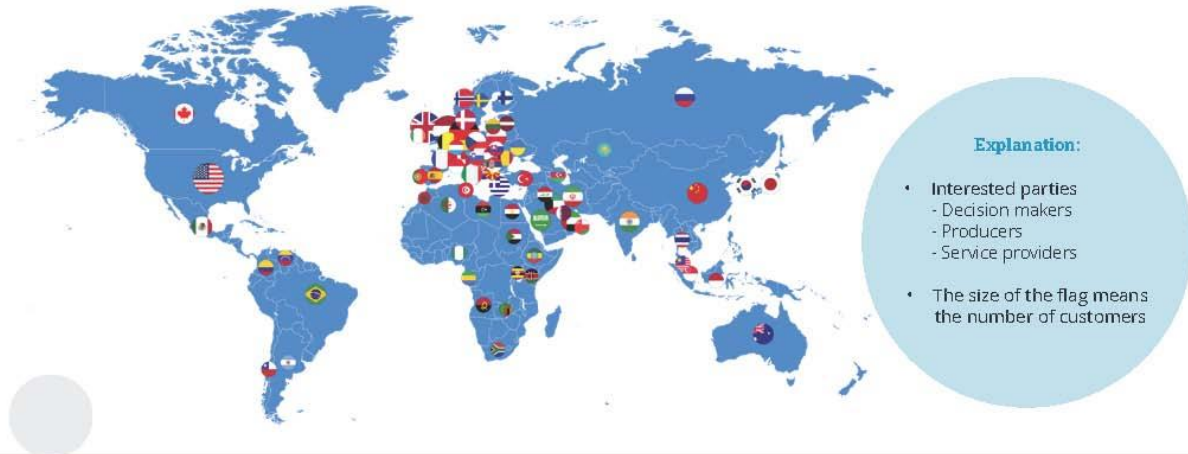 Explanation:
• Interested parties
- Decision makers
- Producers
- Service providers
• The size of the flag means
the number of customers